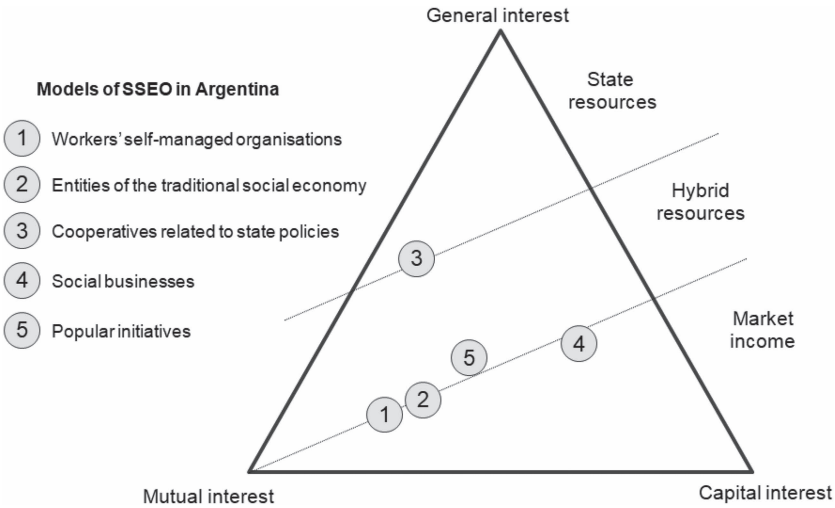 General interest
State
resources
Models of SSEO in Argentina
1 Workers' self-managed organisations
2 Entities of the traditional social economy
3 Cooperatives related to state policies
4 Social businesses
5 Popular initiatives
Hybrid
resources
3
Market
income
5
4
2
1
Mutual interest
Capital interest